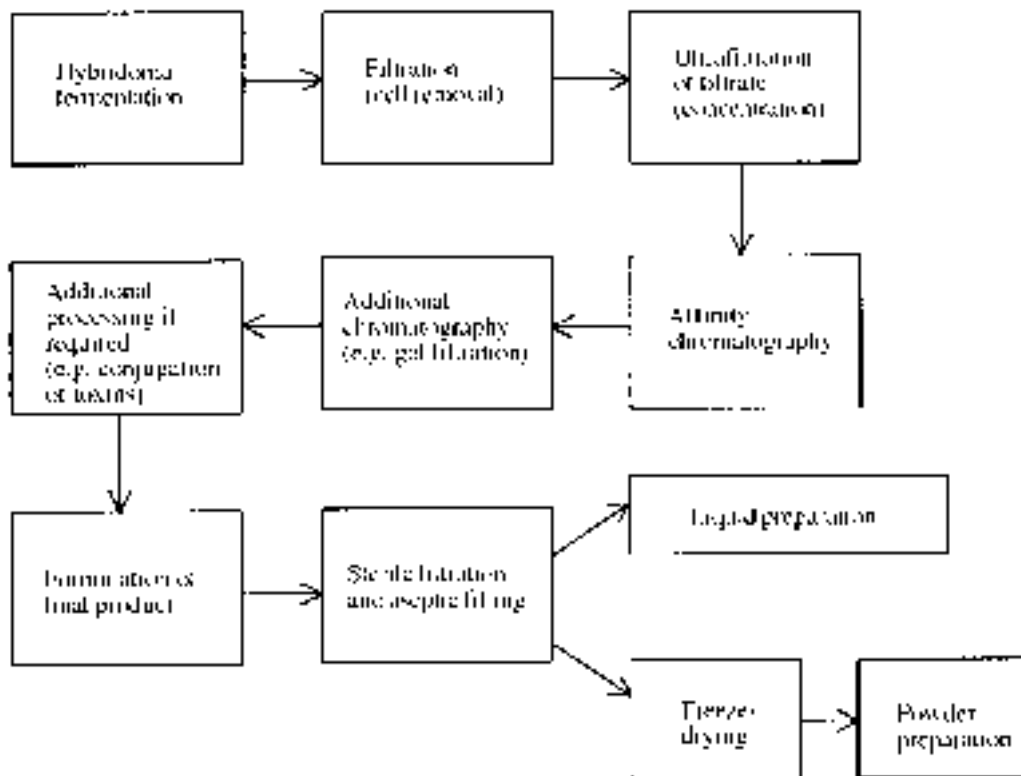 Hybridoma
fermentation
Filtration
(cell removal)
Ultrafiltration
of filtrate
(concentration)
Affinity
chromatography
Additional
chromatography
(e.g. gel filtration)
Additional
processing if
required
(e.g. conjugation
of toxins)
Formulation of
final product
Sterile filtration
and aseptic filling
Liquid preparation
Freeze-
drying
Powder
preparation